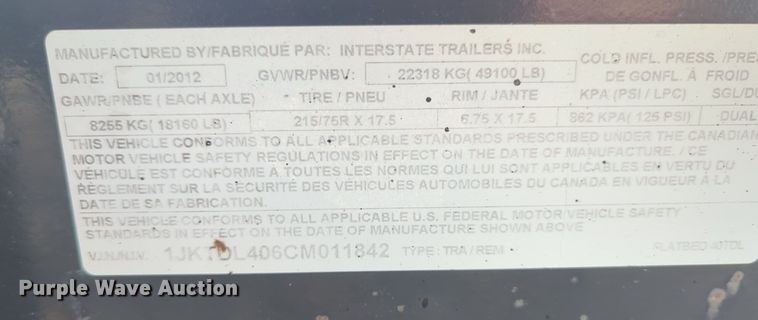 MANUFACTURED BY/FABRIQUÉ PAR: INTERSTATE TRAILERS INC.
DATE: 01/2012 GVWR/PNBV: 22318 KG( 49100 LB) COLD INFL. PRESS. /PRES
DE GONFL. À FROID
GAWR/PNBE ( EACH AXLE) TIRE / PNEU RIM / JANTE KPA (PSI / LPC) SGL/DU
8255 KG( 18160 LB) 215/75R X 17.5 6.75 X 17.5 862 KPA( 125 PSI) DUAL
THIS VEHICLE CONFORMS TO ALL APPLICABLE STANDARDS PRESCRIBED UNDER THE CANADIAN
MOTOR VEHICLE SAFETY REGULATIONS IN EFFECT ON THE DATE OF MANUFACTURE. / CE
VÉHICULE EST CONFORME À TOUTES LES NORMES QUI LUI SONT APPLICABLES EN VERTU DU
RÈGLEMENT SUR LA SÉCURITÉ DES VÉHICULES AUTOMOBILES DU CANADA EN VIGUEUR À LA
DATE DE SA FABRICATION.
THIS VEHICLE CONFORMS TO ALL APPLICABLE U.S. FEDERAL MOTOR VEHICLE SAFETY
STANDARDS IN EFFECT ON THE DATE OF MANUFACTURE SHOWN ABOVE
V.I.N./N.I.V. 1JKTDL406CM011842 TYPE: TRA / REM FLATBED 40TDL
Purple Wave Auction